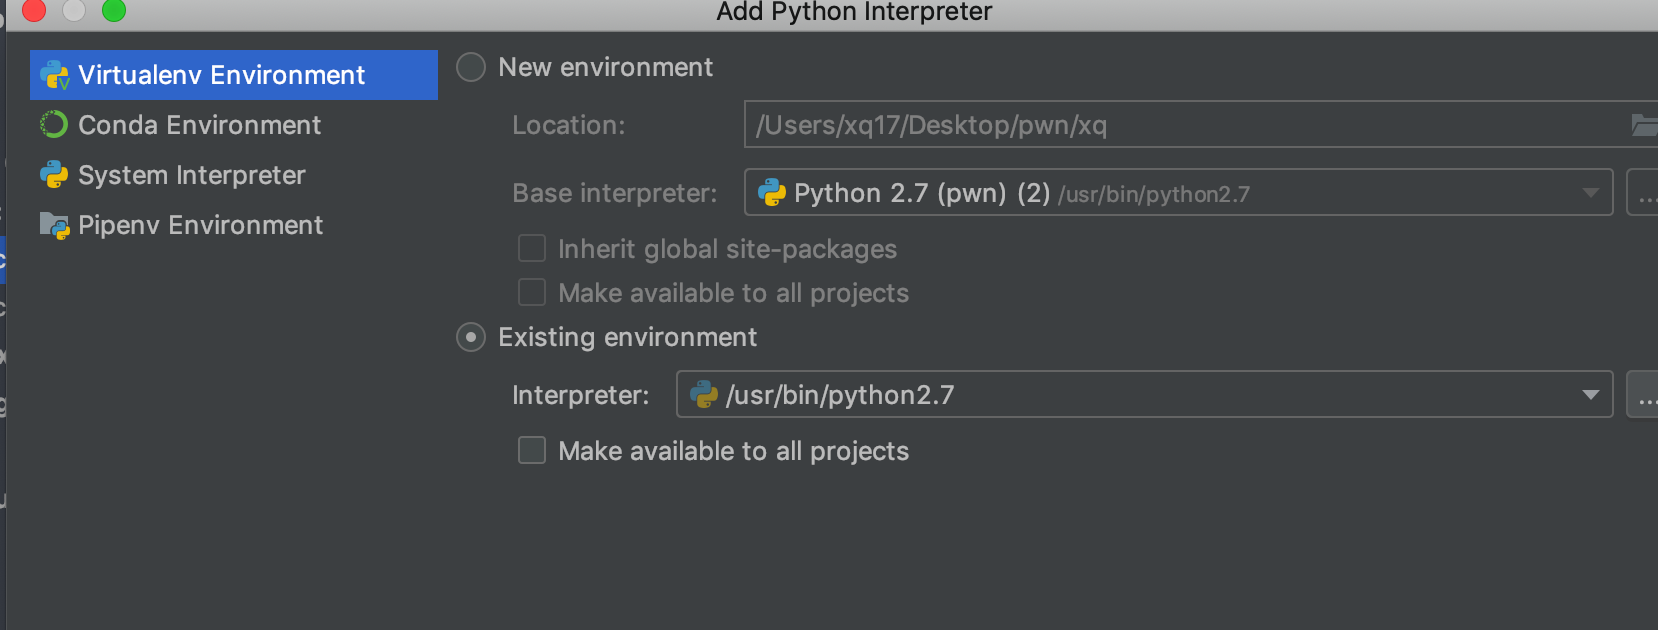 Add Python Interpreter
Virtualenv Environment
Conda Environment
System Interpreter
Pipenv Environment
New environment
Location: /Users/xq17/Desktop/pwn/xq
Base interpreter: Python 2.7 (pwn) (2) /usr/bin/python2.7 ...
Inherit global site-packages
Make available to all projects
Existing environment
Interpreter: /usr/bin/python2.7 ...
Make available to all projects